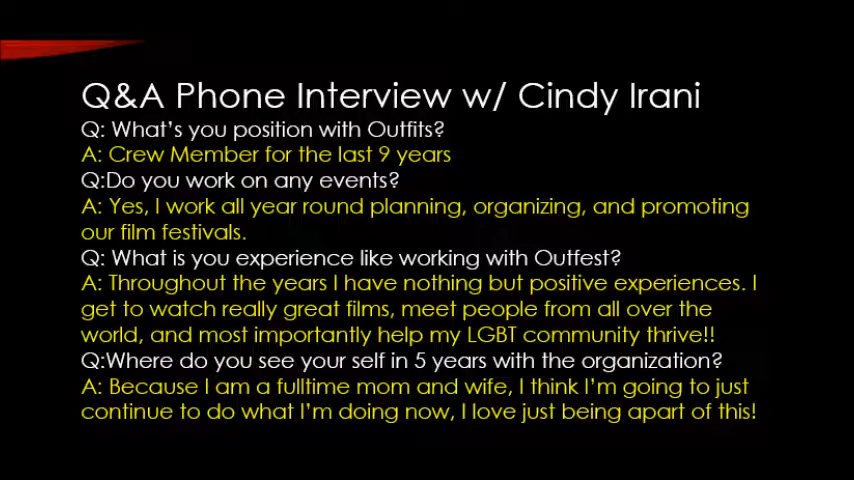 Q&A Phone Interview w/ Cindy Irani
Q: What's you position with Outfits?
A: Crew Member for the last 9 years
Q:Do you work on any events?
A: Yes, I work all year round planning, organizing, and promoting
our film festivals.
Q: What is you experience like working with Outfest?
A: Throughout the years I have nothing but positive experiences. I
get to watch really great films, meet people from all over the
world, and most importantly help my LGBT community thrive!!
Q:Where do you see your self in 5 years with the organization?
A: Because I am a fulltime mom and wife, I think I'm going to just
continue to do what I'm doing now, I love just being apart of this!